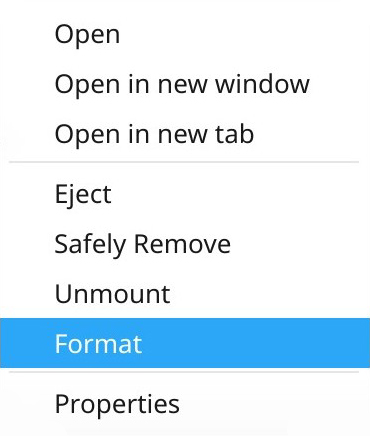 Open
Open in new window
Open in new tab
Eject
Safely Remove
Unmount
Format
Properties